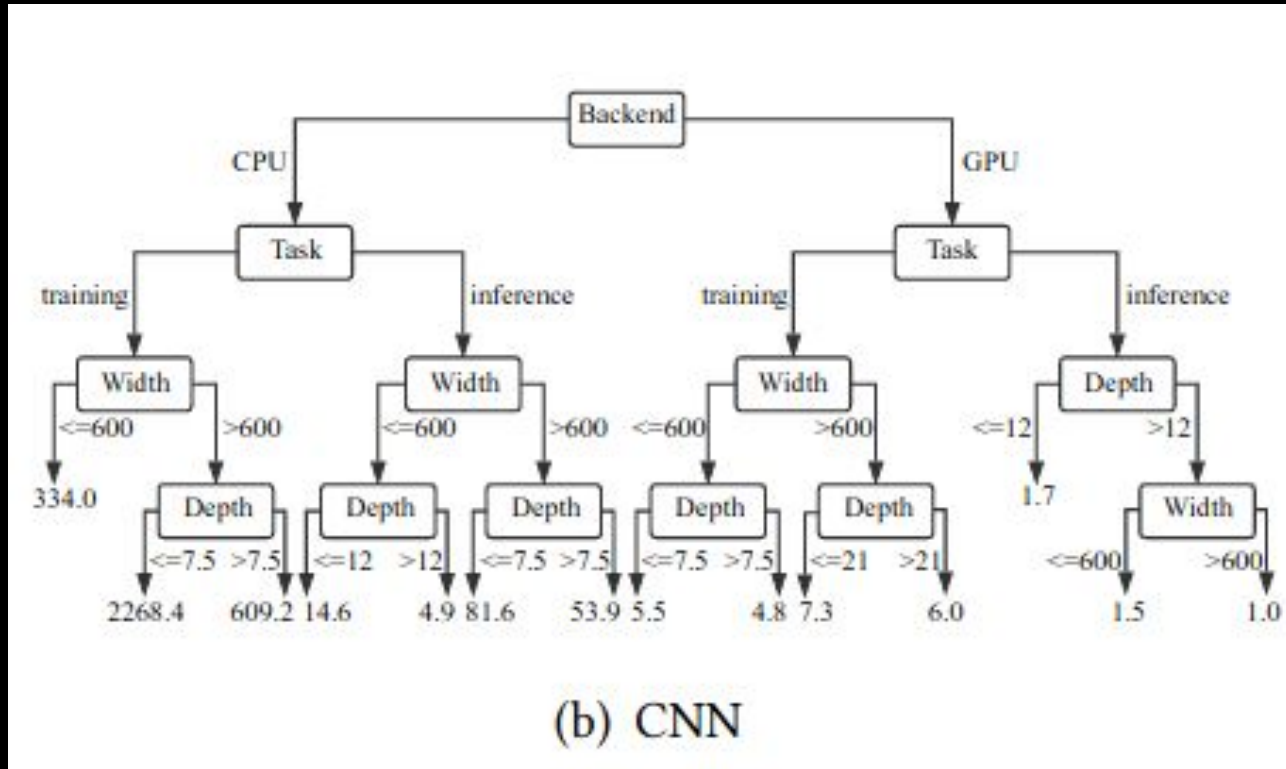 Backend
CPU GPU
Task Task
training inference training inference
Width Width Width Depth
<=600 >600 <=600 >600 <=600 >600 <=12 >12
334.0 Depth Depth Depth Depth Depth 1.7 Width
<=7.5 >7.5 <=12 >12 <=7.5 >7.5 <=7.5 >7.5 <=21 >21 <=600 >600
2268.4 609.2 14.6 4.9 81.6 53.9 5.5 4.8 7.3 6.0 1.5 1.0
(b) CNN